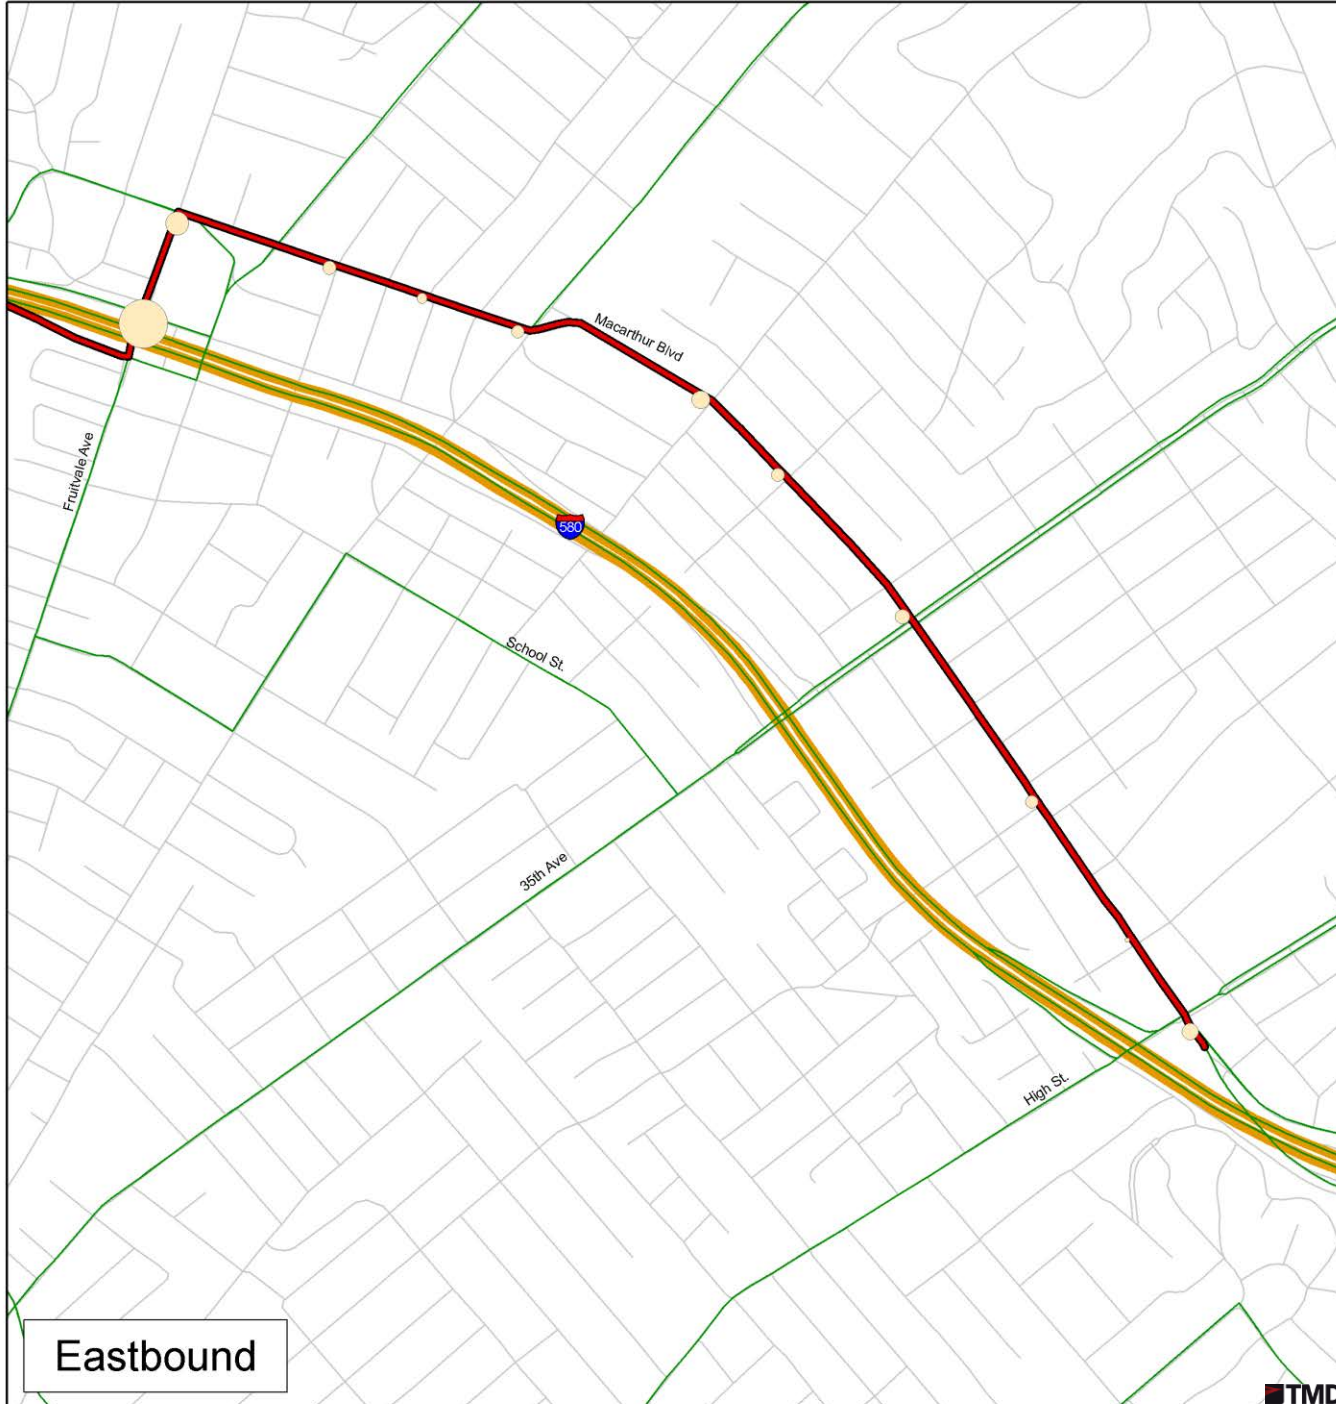 Macarthur Blvd
Fruitvale Ave
580
School St.
35th Ave
High St.
Eastbound
TMD